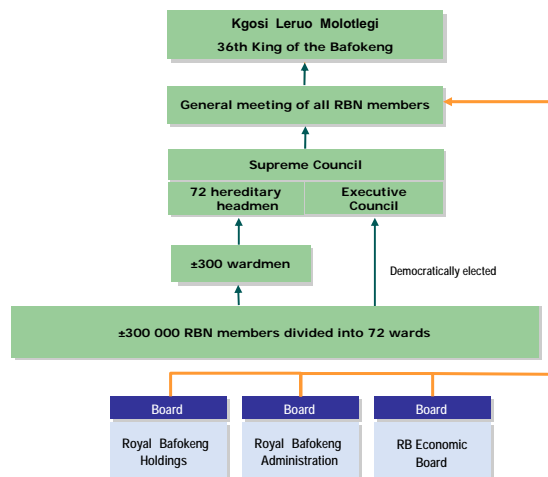 Kgosi Leruo Molotlegi
36th King of the Bafokeng
General meeting of all RBN members
Supreme Council
72 hereditary
headmen
Executive
Council
±300 wardmen
Democratically elected
±300 000 RBN members divided into 72 wards
Board
Royal Bafokeng
Holdings
Board
Royal Bafokeng
Administration
Board
RB Economic
Board